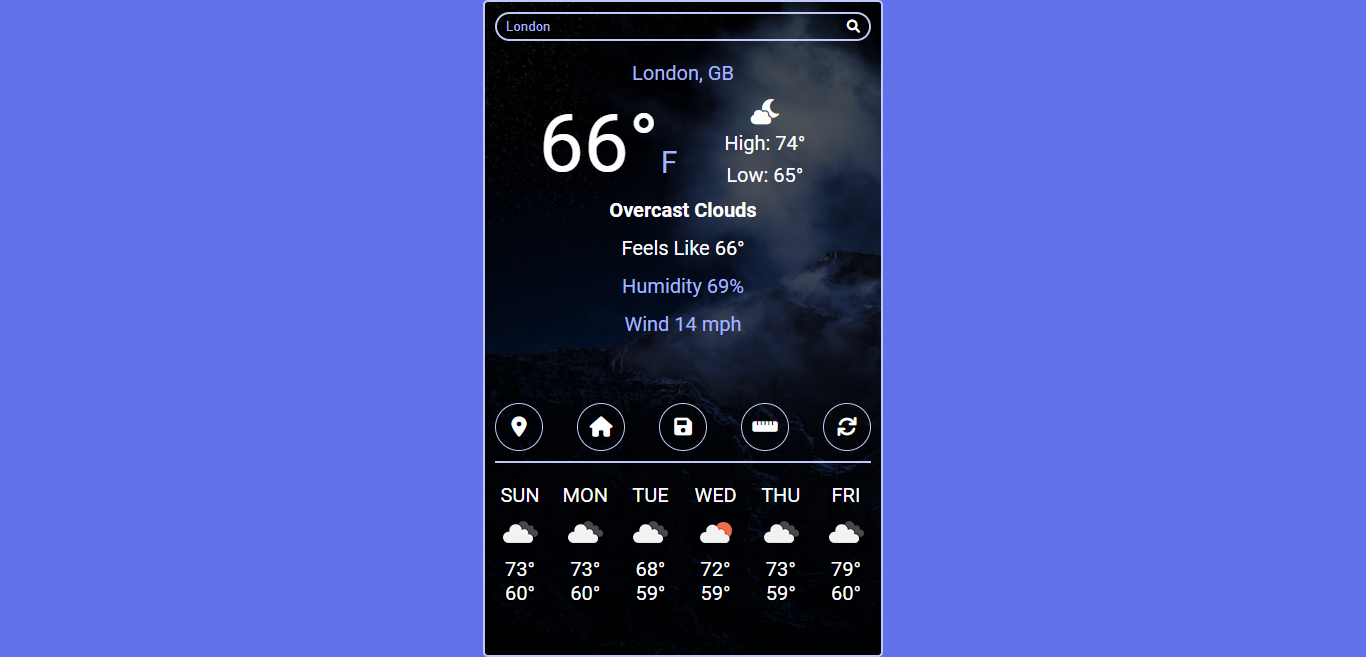 London
London, GB
66° F
High: 74°
Low: 65°
Overcast Clouds
Feels Like 66°
Humidity 69%
Wind 14 mph
SUN MON TUE WED THU FRI
73° 73° 68° 72° 73° 79°
60° 60° 59° 59° 59° 60°